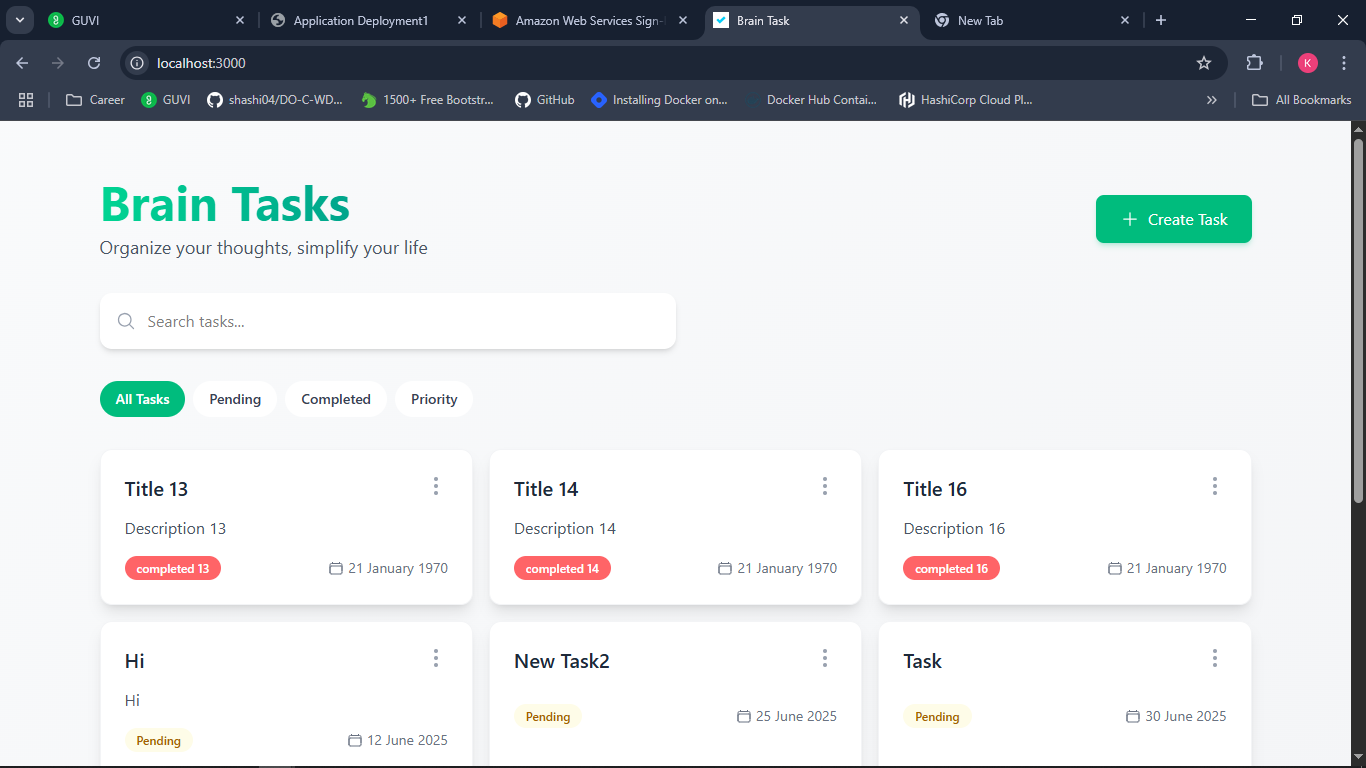 GUVI
Application Deployment1
Amazon Web Services Sign-
Brain Task
New Tab
localhost:3000
K
Career
GUVI
shashi04/DO-C-WD...
1500+ Free Bootstr...
GitHub
Installing Docker on...
Docker Hub Contai...
HashiCorp Cloud Pl...
All Bookmarks
Brain Tasks
Organize your thoughts, simplify your life
Create Task
Search tasks...
All Tasks Pending Completed Priority
Title 13
Description 13
completed 13 21 January 1970
Title 14
Description 14
completed 14 21 January 1970
Title 16
Description 16
completed 16 21 January 1970
Hi
Hi
Pending 12 June 2025
New Task2
Pending 25 June 2025
Task
Pending 30 June 2025